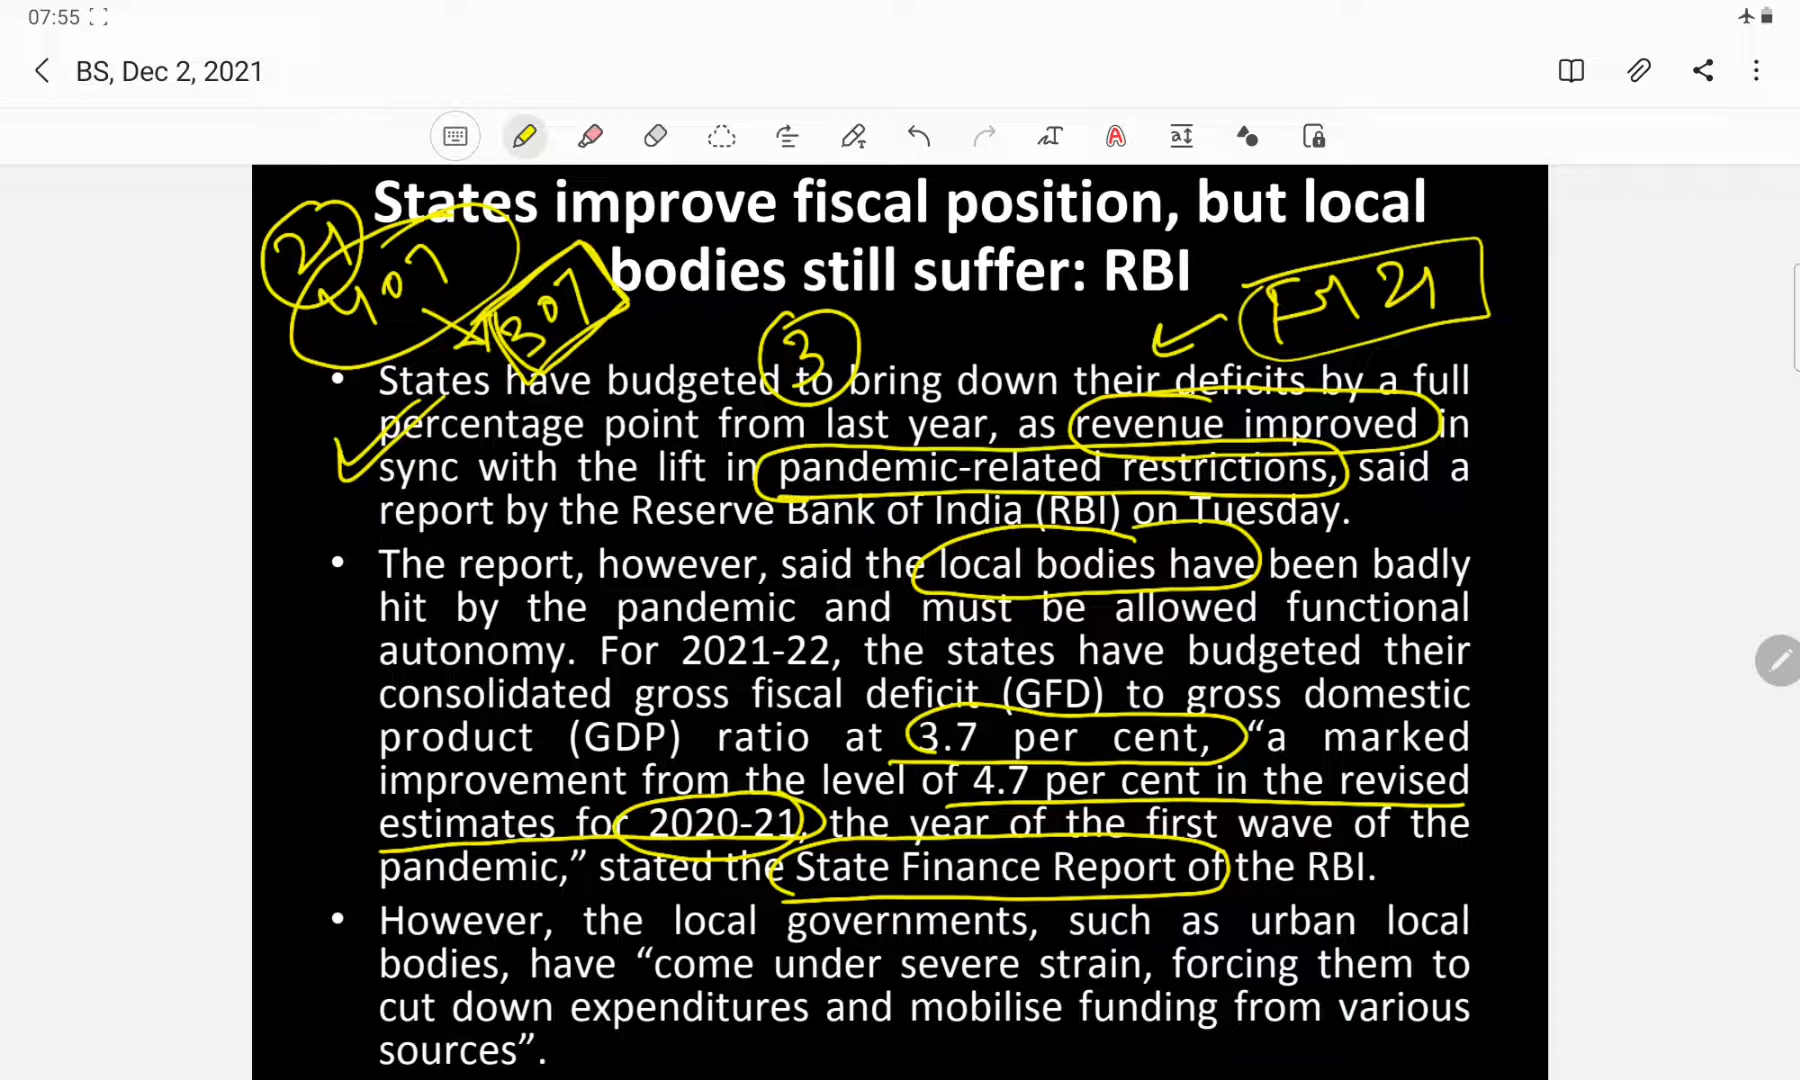 07:55
BS, Dec 2, 2021
States improve fiscal position, but local
bodies still suffer: RBI
21
4.7
3.7
3
FY 21
• States have budgeted to bring down their deficits by a full
percentage point from last year, as revenue improved in
sync with the lift in pandemic-related restrictions, said a
report by the Reserve Bank of India (RBI) on Tuesday.
• The report, however, said the local bodies have been badly
hit by the pandemic and must be allowed functional
autonomy. For 2021-22, the states have budgeted their
consolidated gross fiscal deficit (GFD) to gross domestic
product (GDP) ratio at 3.7 per cent, “a marked
improvement from the level of 4.7 per cent in the revised
estimates for 2020-21, the year of the first wave of the
pandemic,” stated the State Finance Report of the RBI.
• However, the local governments, such as urban local
bodies, have “come under severe strain, forcing them to
cut down expenditures and mobilise funding from various
sources”.